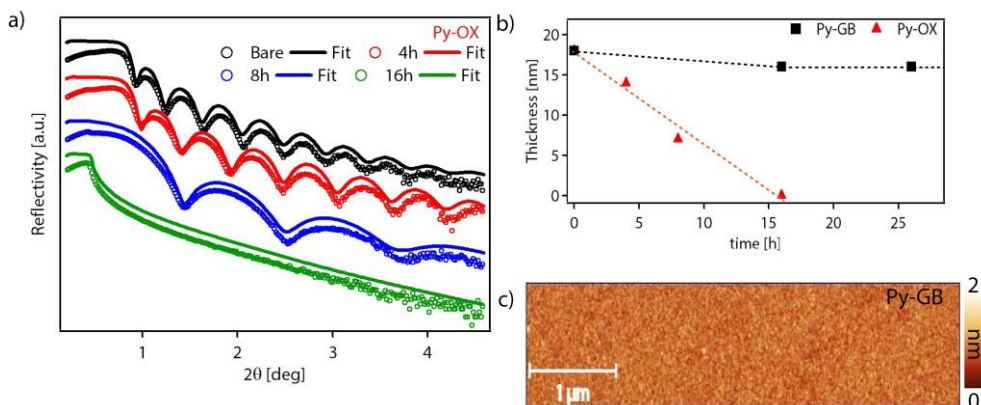 a)
Py-OX
Bare Fit 4h Fit
8h Fit 16h Fit
Reflectivity [a.u.]
1 2 3 4
2θ [deg]
b)
Py-GB Py-OX
20
15
10
5
0
Thickness [nm]
0 5 10 15 20 25
time [h]
c)
Py-GB
1µm
2
nm
0